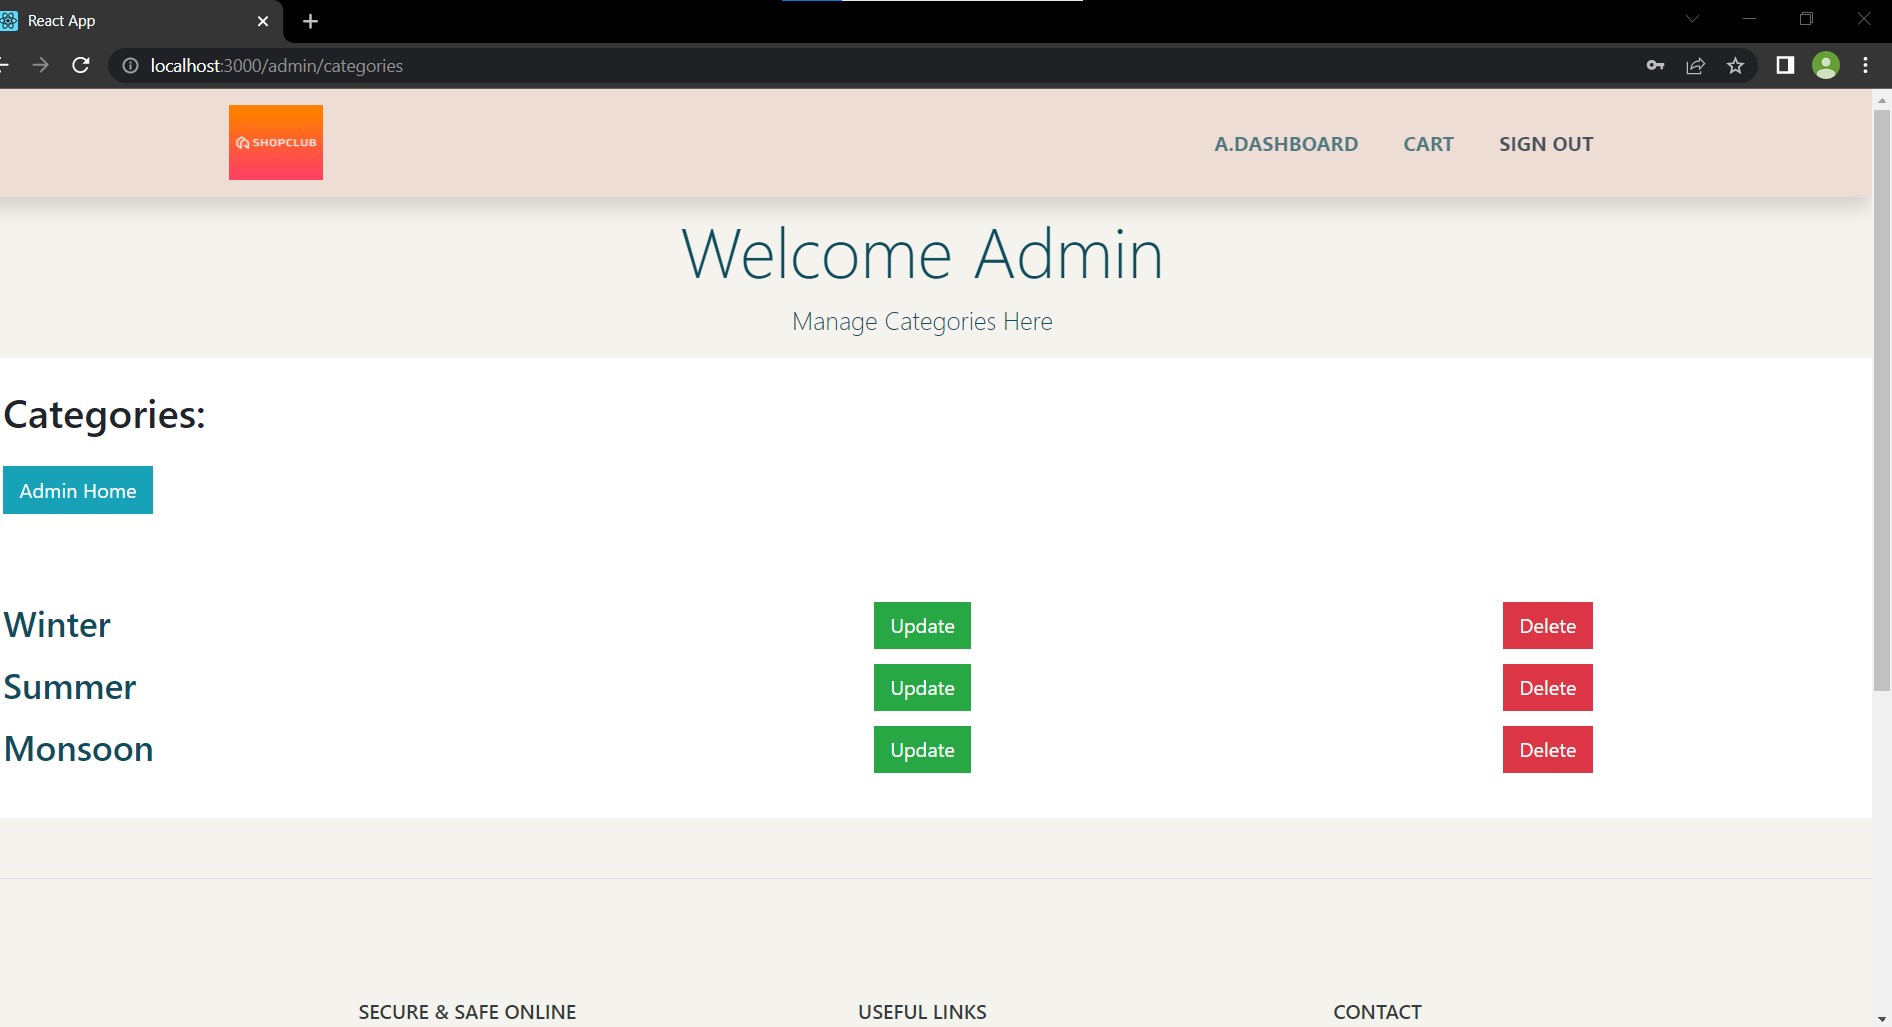 React App
localhost:3000/admin/categories
SHOPCLUB
A.DASHBOARD CART SIGN OUT
Welcome Admin
Manage Categories Here
Categories:
Admin Home
Winter Update Delete
Summer Update Delete
Monsoon Update Delete
SECURE & SAFE ONLINE USEFUL LINKS CONTACT